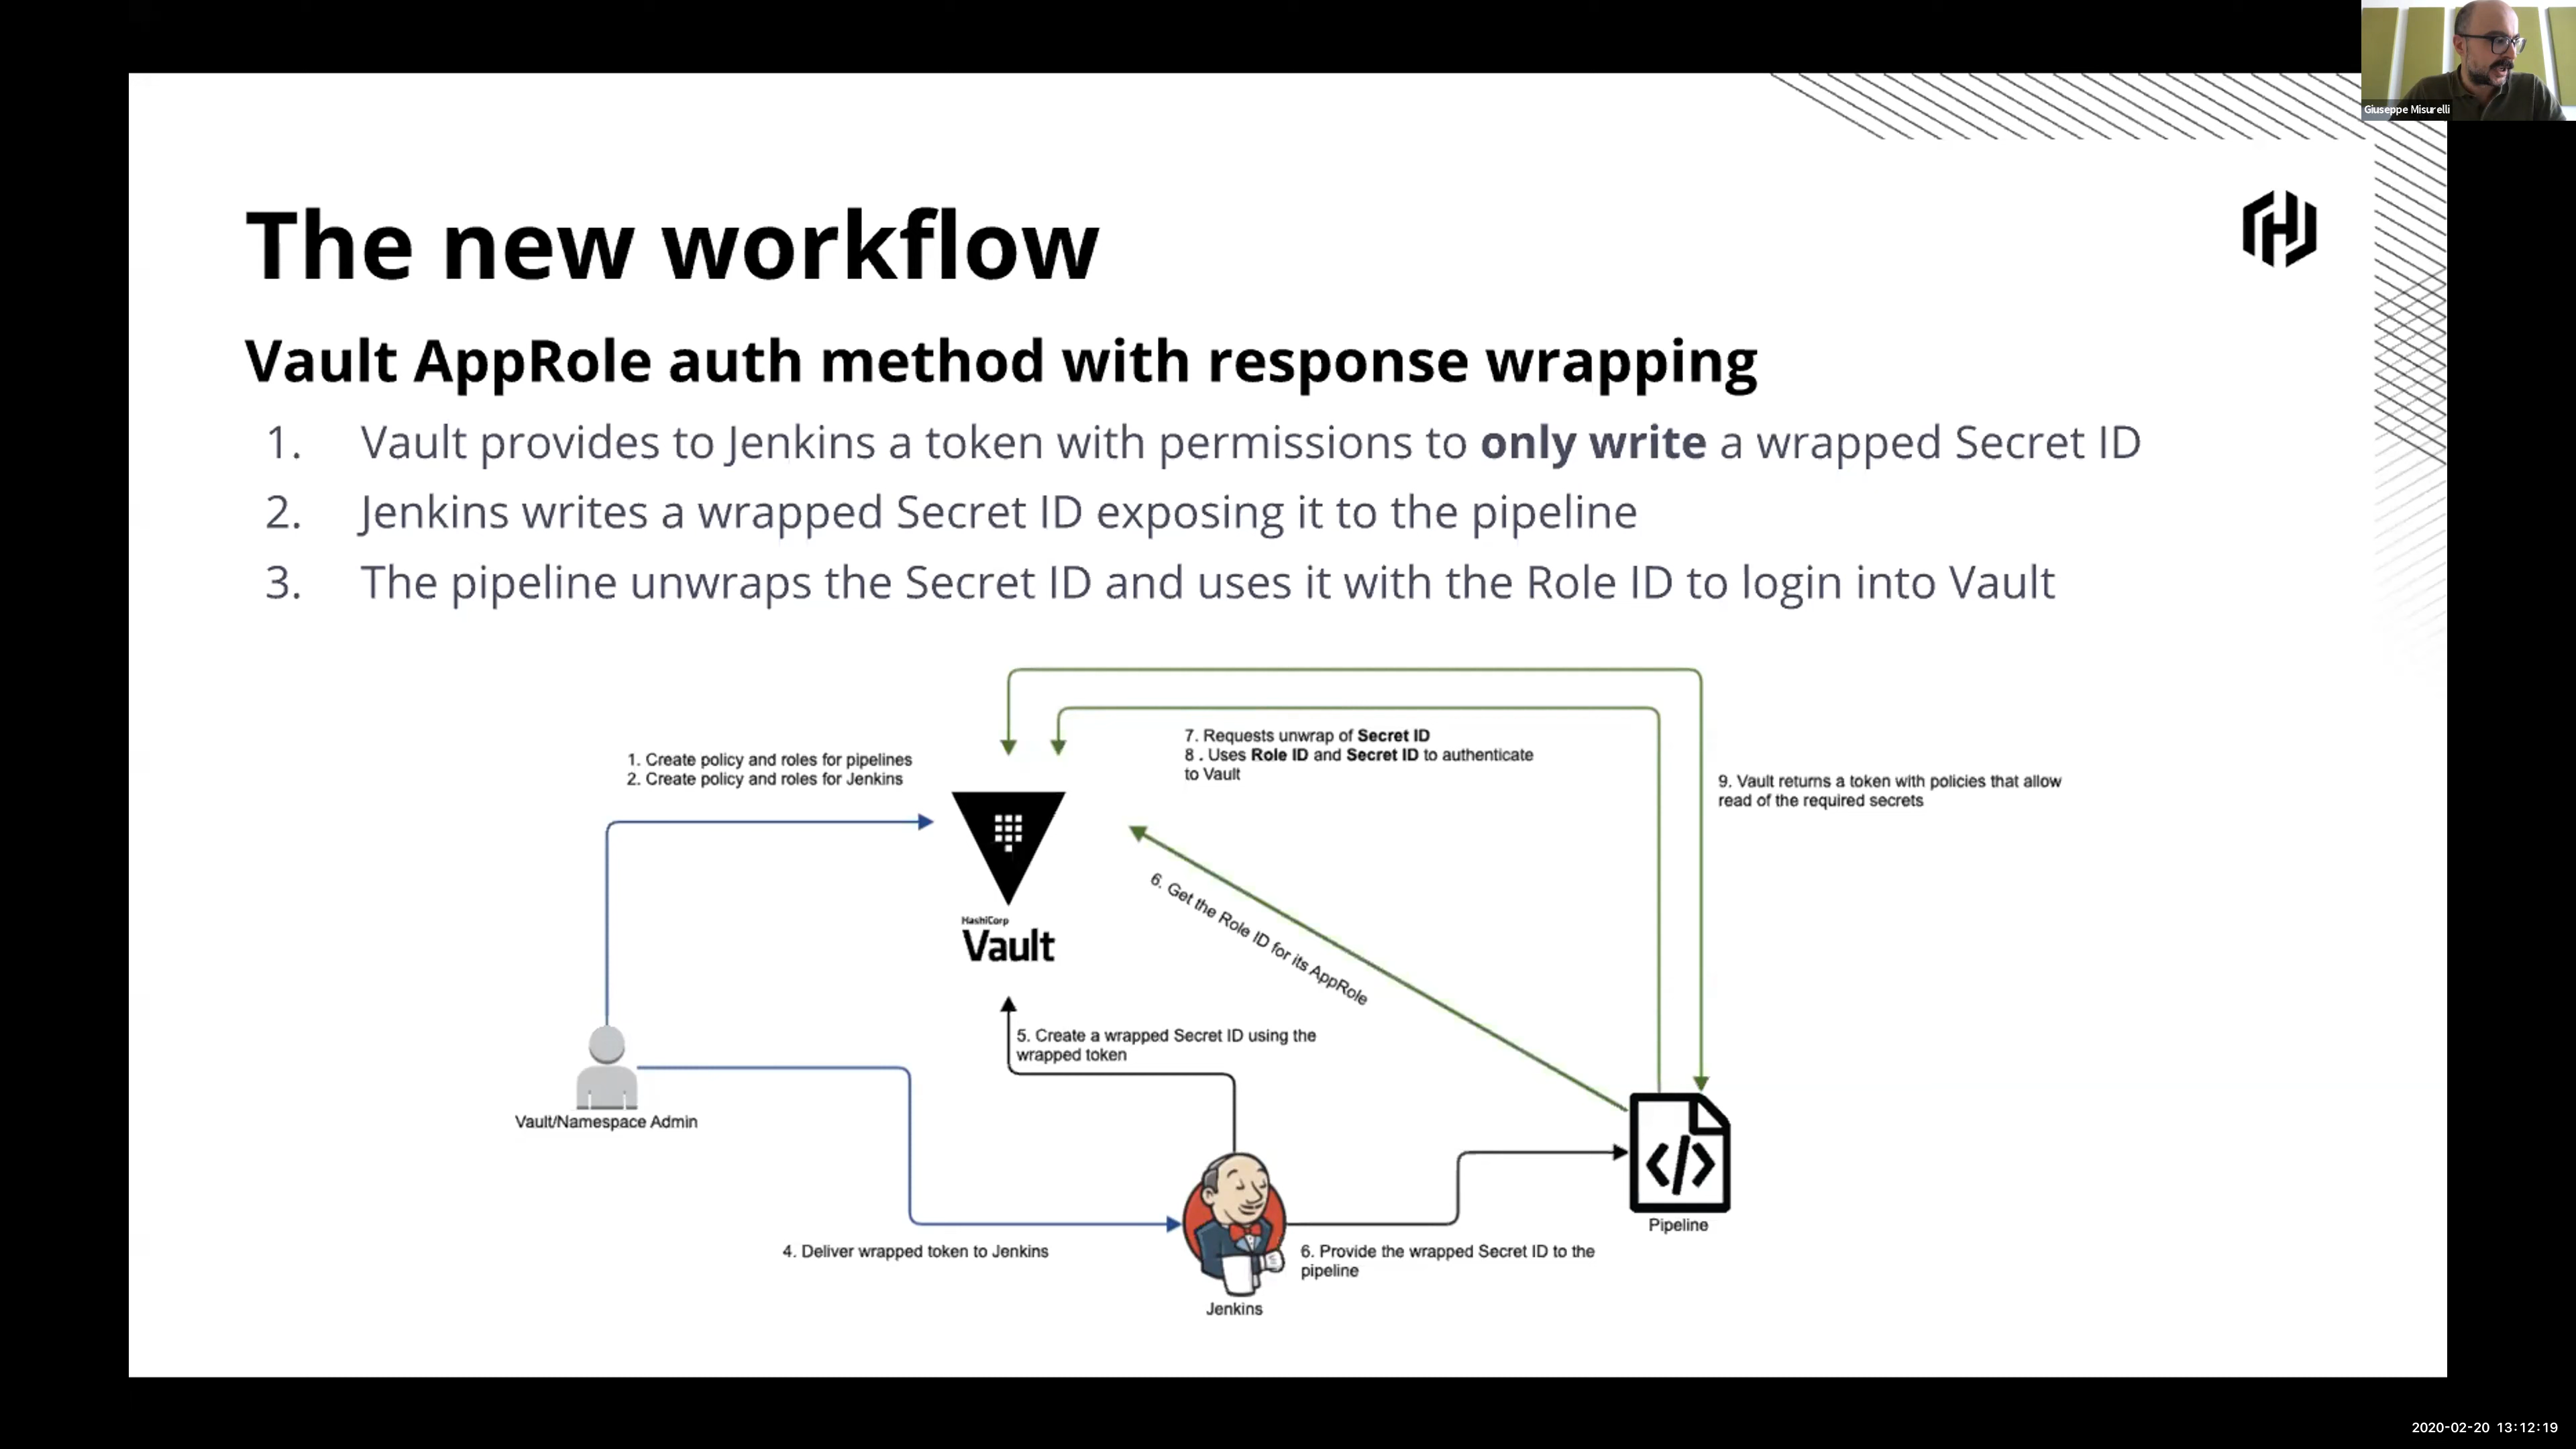 Giuseppe Misurelli
The new workflow
Vault AppRole auth method with response wrapping
1. Vault provides to Jenkins a token with permissions to only write a wrapped Secret ID
2. Jenkins writes a wrapped Secret ID exposing it to the pipeline
3. The pipeline unwraps the Secret ID and uses it with the Role ID to login into Vault
1. Create policy and roles for pipelines
2. Create policy and roles for Jenkins
7. Requests unwrap of Secret ID
8 . Uses Role ID and Secret ID to authenticate
to Vault
9. Vault returns a token with policies that allow
read of the required secrets
HashiCorp
Vault
6. Get the Role ID for its AppRole
5. Create a wrapped Secret ID using the
wrapped token
Vault/Namespace Admin
4. Deliver wrapped token to Jenkins
Jenkins
6. Provide the wrapped Secret ID to the
pipeline
Pipeline
2020-02-20 13:12:19